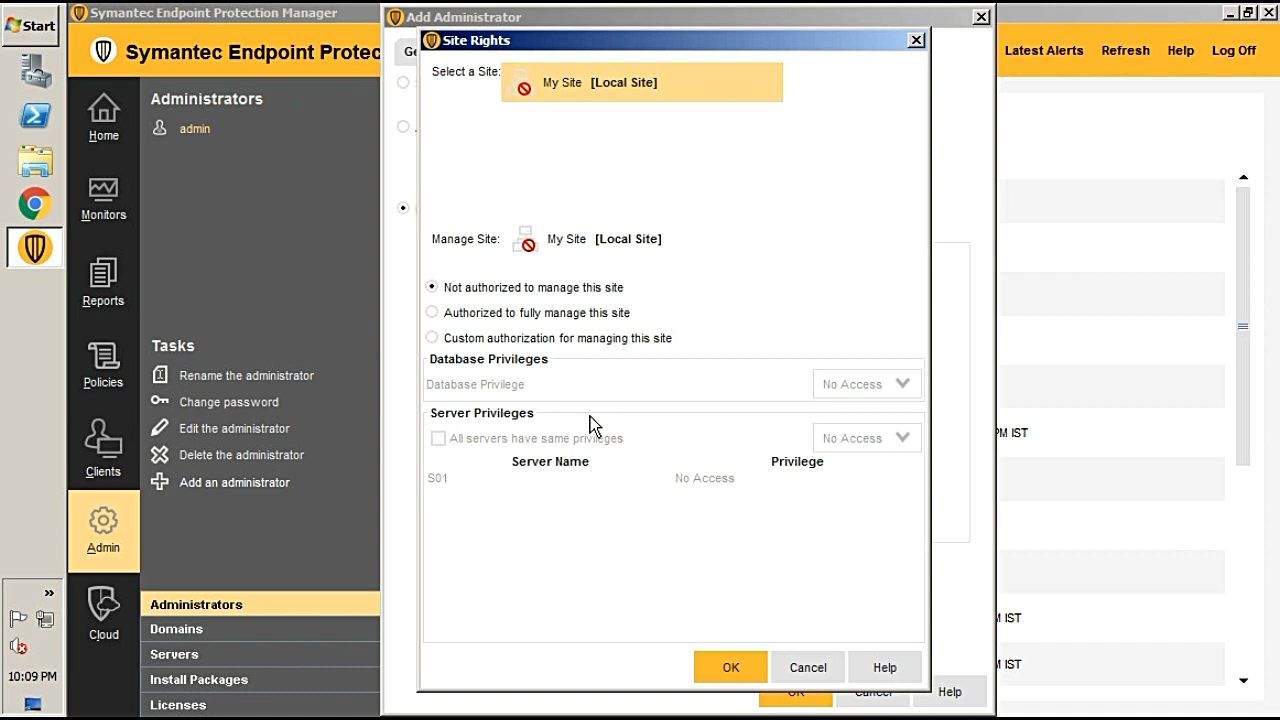 Start
Symantec Endpoint Protection Manager
Add Administrator
Symantec Endpoint Protec
Latest Alerts
Refresh
Help
Log Off
Site Rights
Select a Site:
My Site [Local Site]
Administrators
admin
Home
Monitors
Reports
Policies
Clients
Admin
Cloud
Manage Site:
My Site [Local Site]
Not authorized to manage this site
Authorized to fully manage this site
Custom authorization for managing this site
Database Privileges
Database Privilege
No Access
Server Privileges
All servers have same privileges
No Access
Server Name
Privilege
S01
No Access
Tasks
Rename the administrator
Change password
Edit the administrator
Delete the administrator
Add an administrator
Administrators
Domains
Servers
Install Packages
Licenses
PM IST
M IST
M IST
OK
Cancel
Help
OK
Cancel
Help
10:09 PM